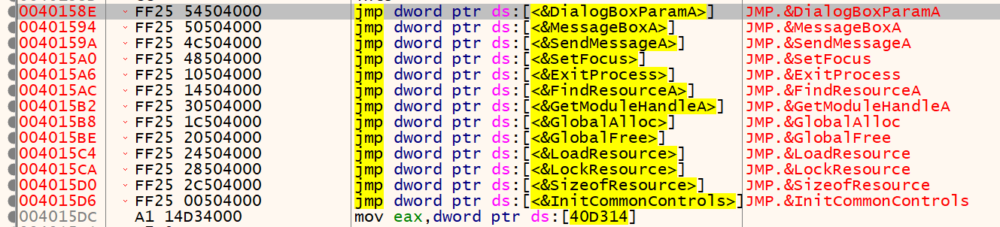 0040158E FF25 54504000 jmp dword ptr ds:[<&DialogBoxParamA>] JMP.&DialogBoxParamA
00401594 FF25 50504000 jmp dword ptr ds:[<&MessageBoxA>] JMP.&MessageBoxA
0040159A FF25 4C504000 jmp dword ptr ds:[<&SendMessageA>] JMP.&SendMessageA
004015A0 FF25 48504000 jmp dword ptr ds:[<&SetFocus>] JMP.&SetFocus
004015A6 FF25 10504000 jmp dword ptr ds:[<&ExitProcess>] JMP.&ExitProcess
004015AC FF25 14504000 jmp dword ptr ds:[<&FindResourceA>] JMP.&FindResourceA
004015B2 FF25 30504000 jmp dword ptr ds:[<&GetModuleHandleA>] JMP.&GetModuleHandleA
004015B8 FF25 1C504000 jmp dword ptr ds:[<&GlobalAlloc>] JMP.&GlobalAlloc
004015BE FF25 20504000 jmp dword ptr ds:[<&GlobalFree>] JMP.&GlobalFree
004015C4 FF25 24504000 jmp dword ptr ds:[<&LoadResource>] JMP.&LoadResource
004015CA FF25 28504000 jmp dword ptr ds:[<&LockResource>] JMP.&LockResource
004015D0 FF25 2C504000 jmp dword ptr ds:[<&SizeofResource>] JMP.&SizeofResource
004015D6 FF25 00504000 jmp dword ptr ds:[<&InitCommonControls>] JMP.&InitCommonControls
004015DC A1 14D34000 mov eax,dword ptr ds:[40D314]